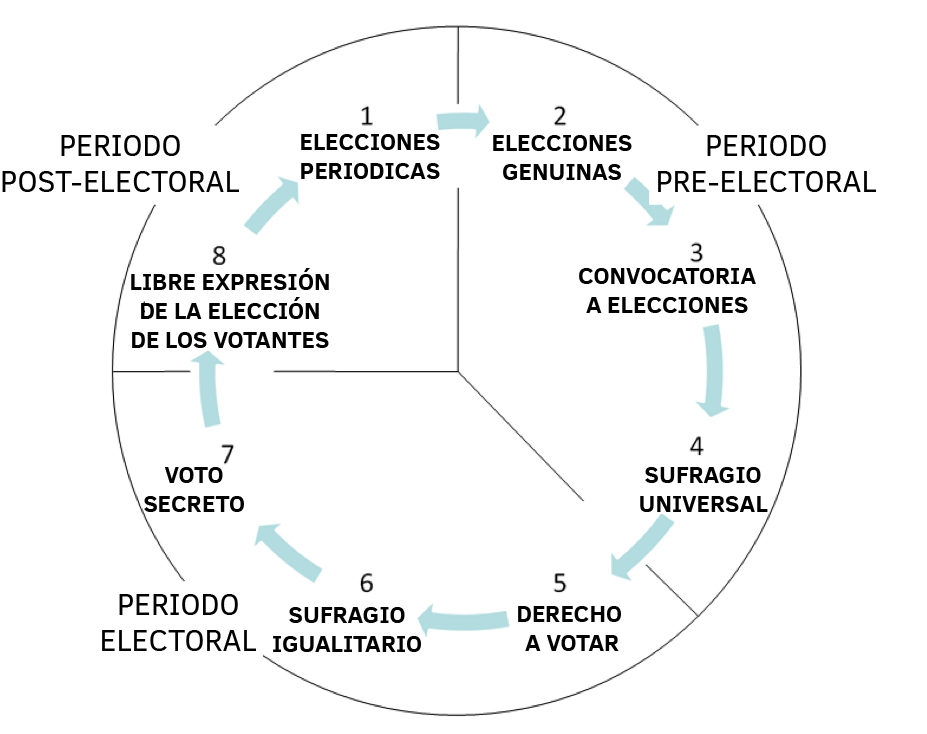 1
ELECCIONES
PERIODICAS
2
ELECCIONES
GENUINAS
PERIODO
POST-ELECTORAL
PERIODO
PRE-ELECTORAL
3
CONVOCATORIA
A ELECCIONES
8
LIBRE EXPRESIÓN
DE LA ELECCIÓN
DE LOS VOTANTES
4
SUFRAGIO
UNIVERSAL
7
VOTO
SECRETO
5
DERECHO
A VOTAR
6
SUFRAGIO
IGUALITARIO
PERIODO
ELECTORAL